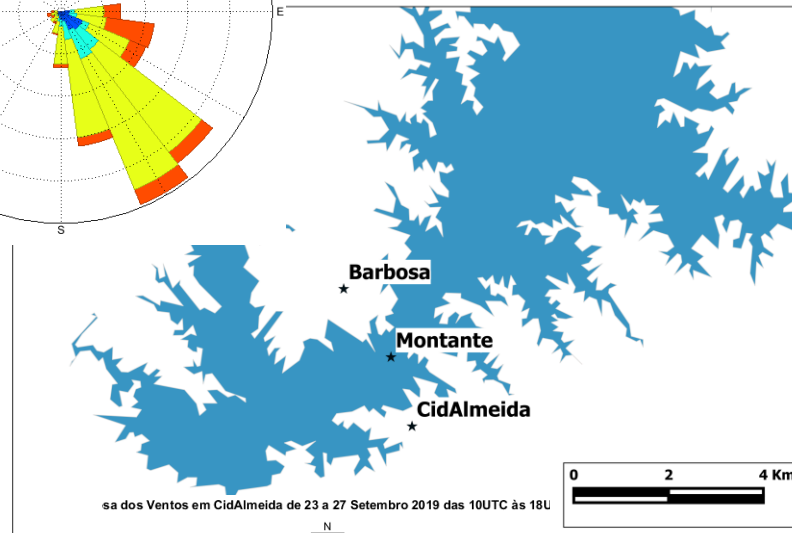 E
S
Barbosa
Montante
CidAlmeida
0 2 4 Km
sa dos Ventos em CidAlmeida de 23 a 27 Setembro 2019 das 10UTC às 18U
N